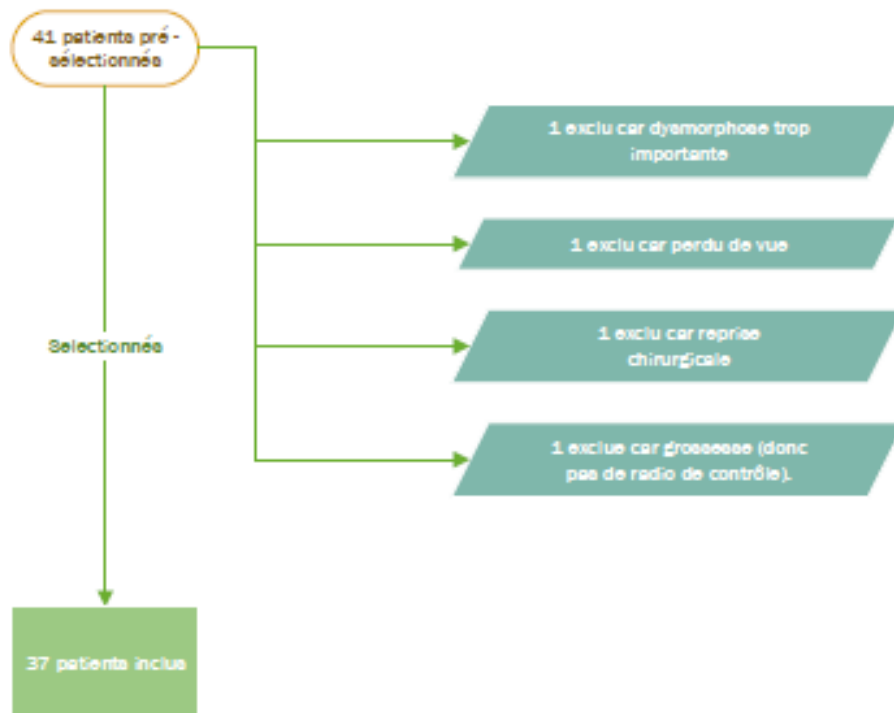 41 patients pré-
sélectionnés
1 exclu car dysmorphose trop
importante
1 exclu car perdu de vue
Selectionnés
1 exclu car reprise
chirurgicale
1 exclue car grossesse (donc
pas de radio de contrôle).
37 patients inclus